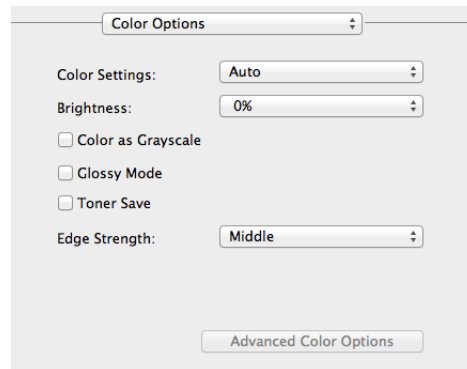 Color Options
Color Settings: Auto
Brightness: 0%
Color as Grayscale
Glossy Mode
Toner Save
Edge Strength: Middle
Advanced Color Options